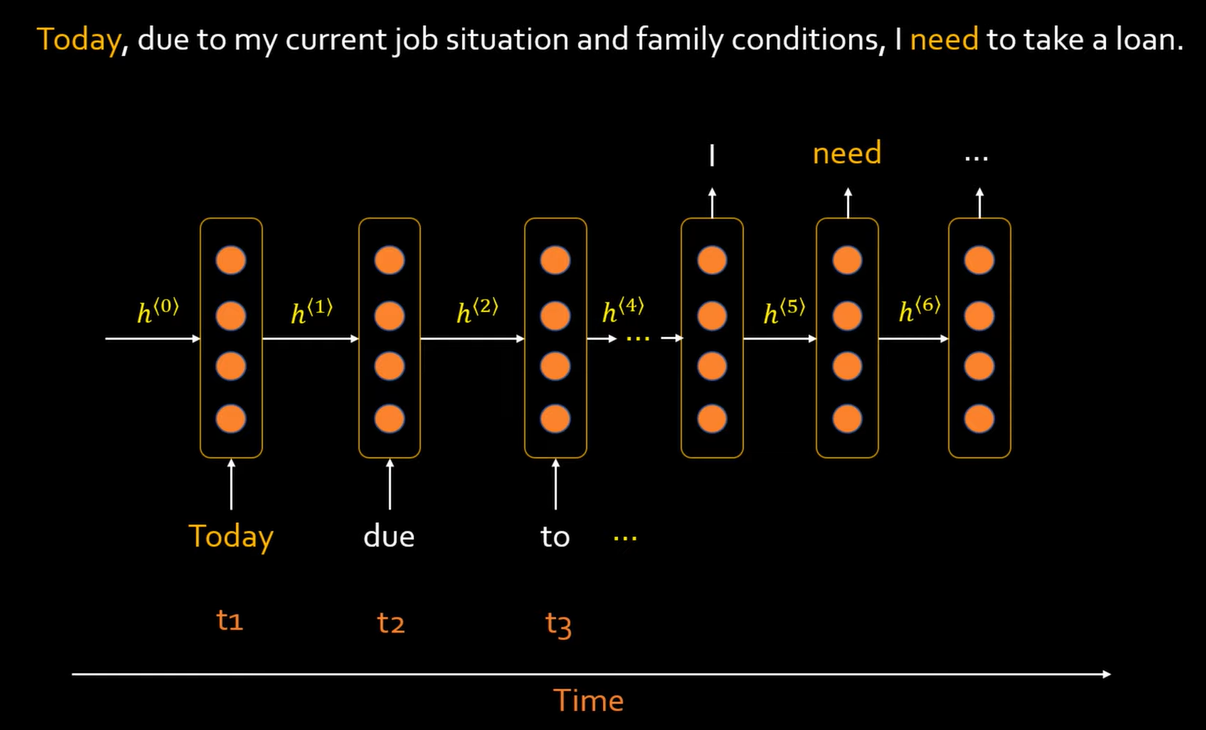 Today, due to my current job situation and family conditions, I need to take a loan.
I need ...
h⟨0⟩ h⟨1⟩ h⟨2⟩ h⟨4⟩ ... h⟨5⟩ h⟨6⟩
Today due to ...
t1 t2 t3
Time